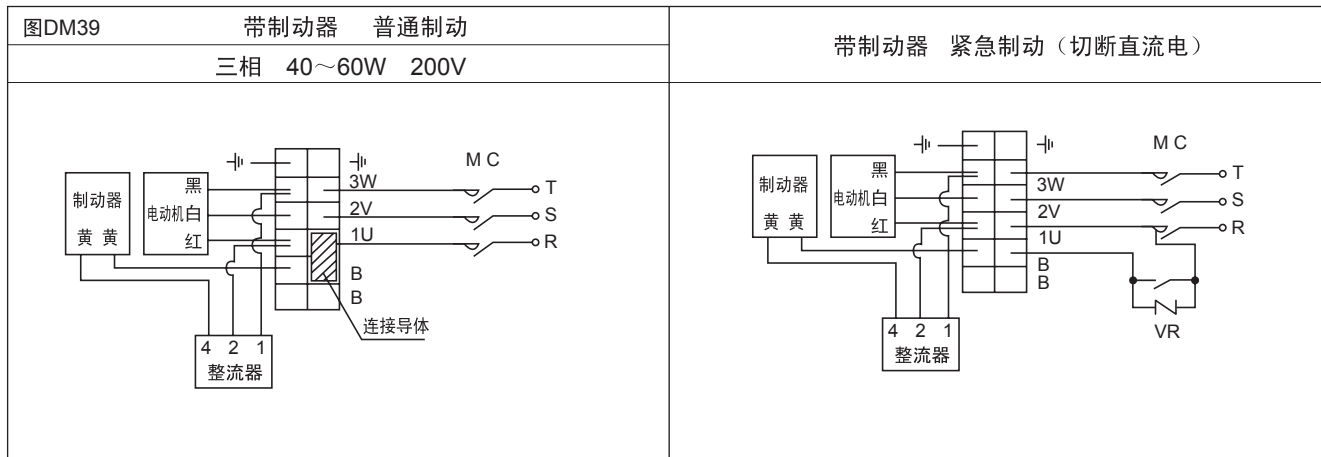 图DM39 带制动器 普通制动
三相 40～60W 200V
带制动器 紧急制动（切断直流电）
M C
制动器
黄 黄
电动机
黑
白
红
3W
2V
1U
B
B
T
S
R
连接导体
4 2 1
整流器
M C
制动器
黄 黄
电动机
黑
白
红
3W
2V
1U
B
B
T
S
R
VR
4 2 1
整流器